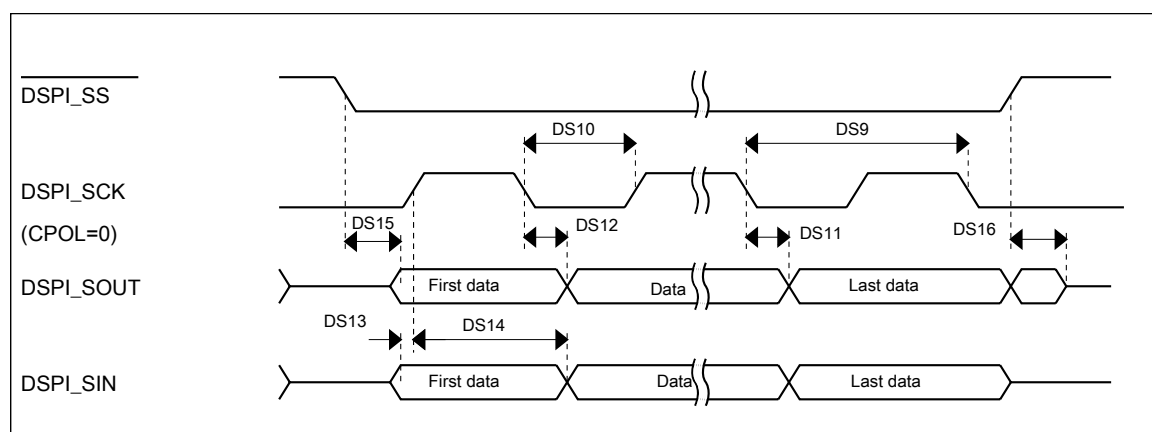 DSPI_SS
DS10
DS9
DSPI_SCK
(CPOL=0)
DS15
DS12
DS11
DS16
DSPI_SOUT
First data
Data
Last data
DS13
DS14
DSPI_SIN
First data
Data
Last data